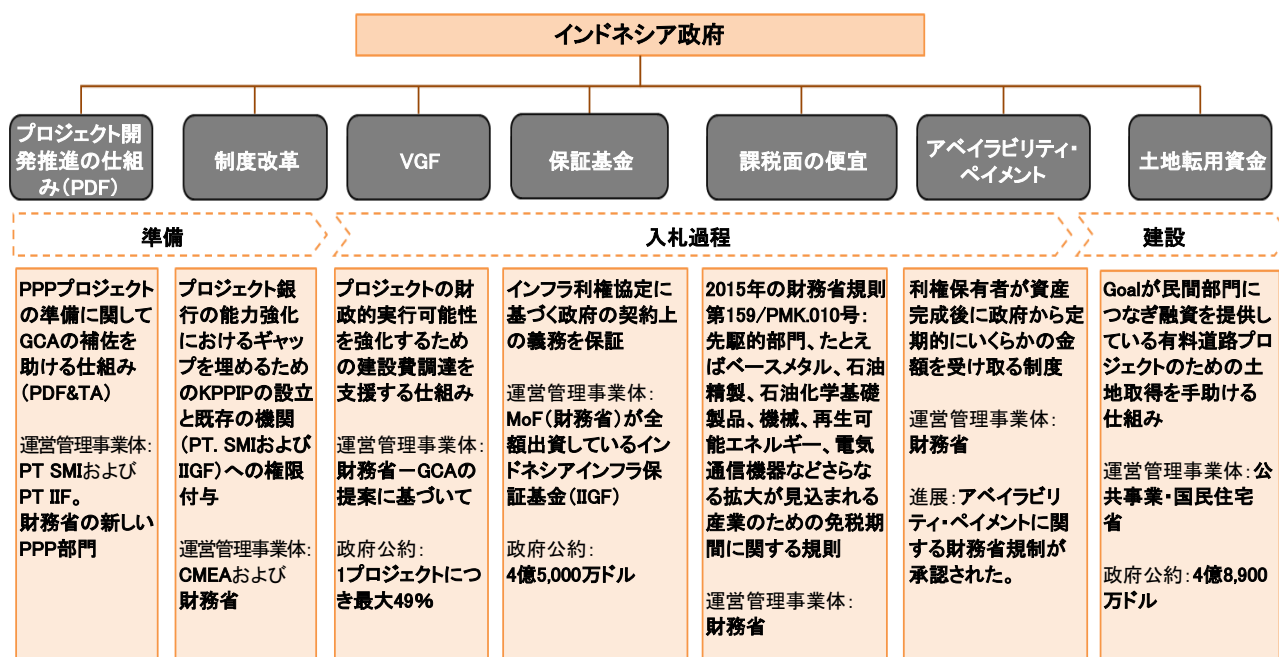 インドネシア政府
プロジェクト開
発推進の仕組
み(PDF)
制度改革
VGF
保証基金
課税面の便宜
アベイラビリティ・
ペイメント
土地転用資金
準備
入札過程
建設
PPPプロジェクト
の準備に関して
GCAの補佐を
助ける仕組み
(PDF&TA)
運営管理事業体:
PT SMIおよび
PT IIF。
財務省の新しい
PPP部門
プロジェクト銀
行の能力強化
におけるギャッ
プを埋めるため
のKPPIPの設立
と既存の機関
(PT. SMIおよび
IIGF)への権限
付与
運営管理事業体:
CMEAおよび
財務省
プロジェクトの財
政的実行可能性
を強化するため
の建設費調達を
支援する仕組み
運営管理事業体:
財務省-GCAの
提案に基づいて
政府公約:
1プロジェクトにつ
き最大49%
インフラ利権協定に
基づく政府の契約上
の義務を保証
運営管理事業体:
MoF(財務省)が全
額出資しているイン
ドネシアインフラ保
証基金(IIGF)
政府公約:
4億5,000万ドル
2015年の財務省規則
第159/PMK.010号:
先駆的部門、たとえ
ばベースメタル、石油
精製、石油化学基礎
製品、機械、再生可
能エネルギー、電気
通信機器などさらな
る拡大が見込まれる
産業のための免税期
間に関する規則
運営管理事業体:
財務省
利権保有者が資産
完成後に政府から定
期的にいくらかの金
額を受け取る制度
運営管理事業体:
財務省
進展:アベイラビリ
ティ・ペイメントに関
する財務省規制が
承認された。
Goalが民間部門に
つなぎ融資を提供し
ている有料道路プロ
ジェクトのための土
地取得を手助ける
仕組み
運営管理事業体:公
共事業・国民住宅
省
政府公約:4億8,900
万ドル